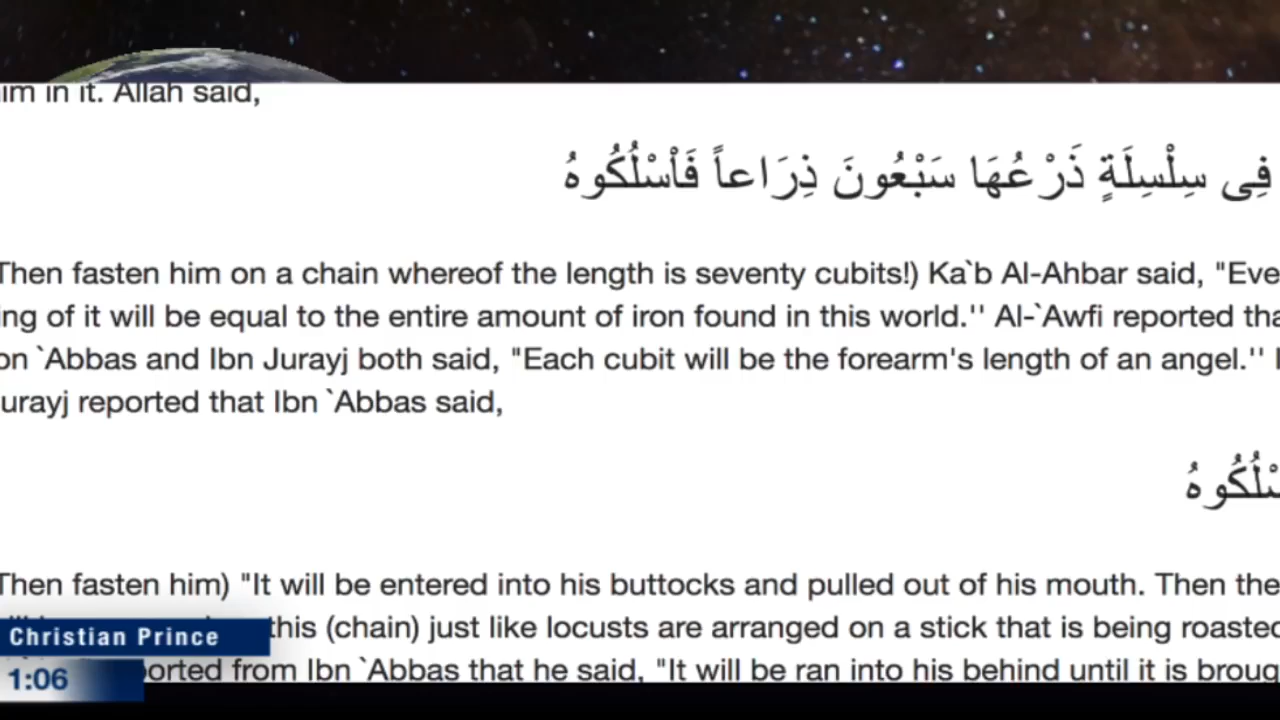 im in it. Allah said,
فِى سِلْسِلَةٍ ذَرْعُهَا سَبْعُونَ ذِرَاعاً فَاْسْلُكُوهُ
Then fasten him on a chain whereof the length is seventy cubits!) Ka`b Al-Ahbar said, "Eve
ing of it will be equal to the entire amount of iron found in this world.'' Al-`Awfi reported tha
bn `Abbas and Ibn Jurayj both said, "Each cubit will be the forearm's length of an angel.'' I
urayj reported that Ibn `Abbas said,
سْلُكُوهُ
Then fasten him) "It will be entered into his buttocks and pulled out of his mouth. Then the
this (chain) just like locusts are arranged on a stick that is being roasted
orted from Ibn `Abbas that he said, "It will be ran into his behind until it is broug
Christian Prince
1:06